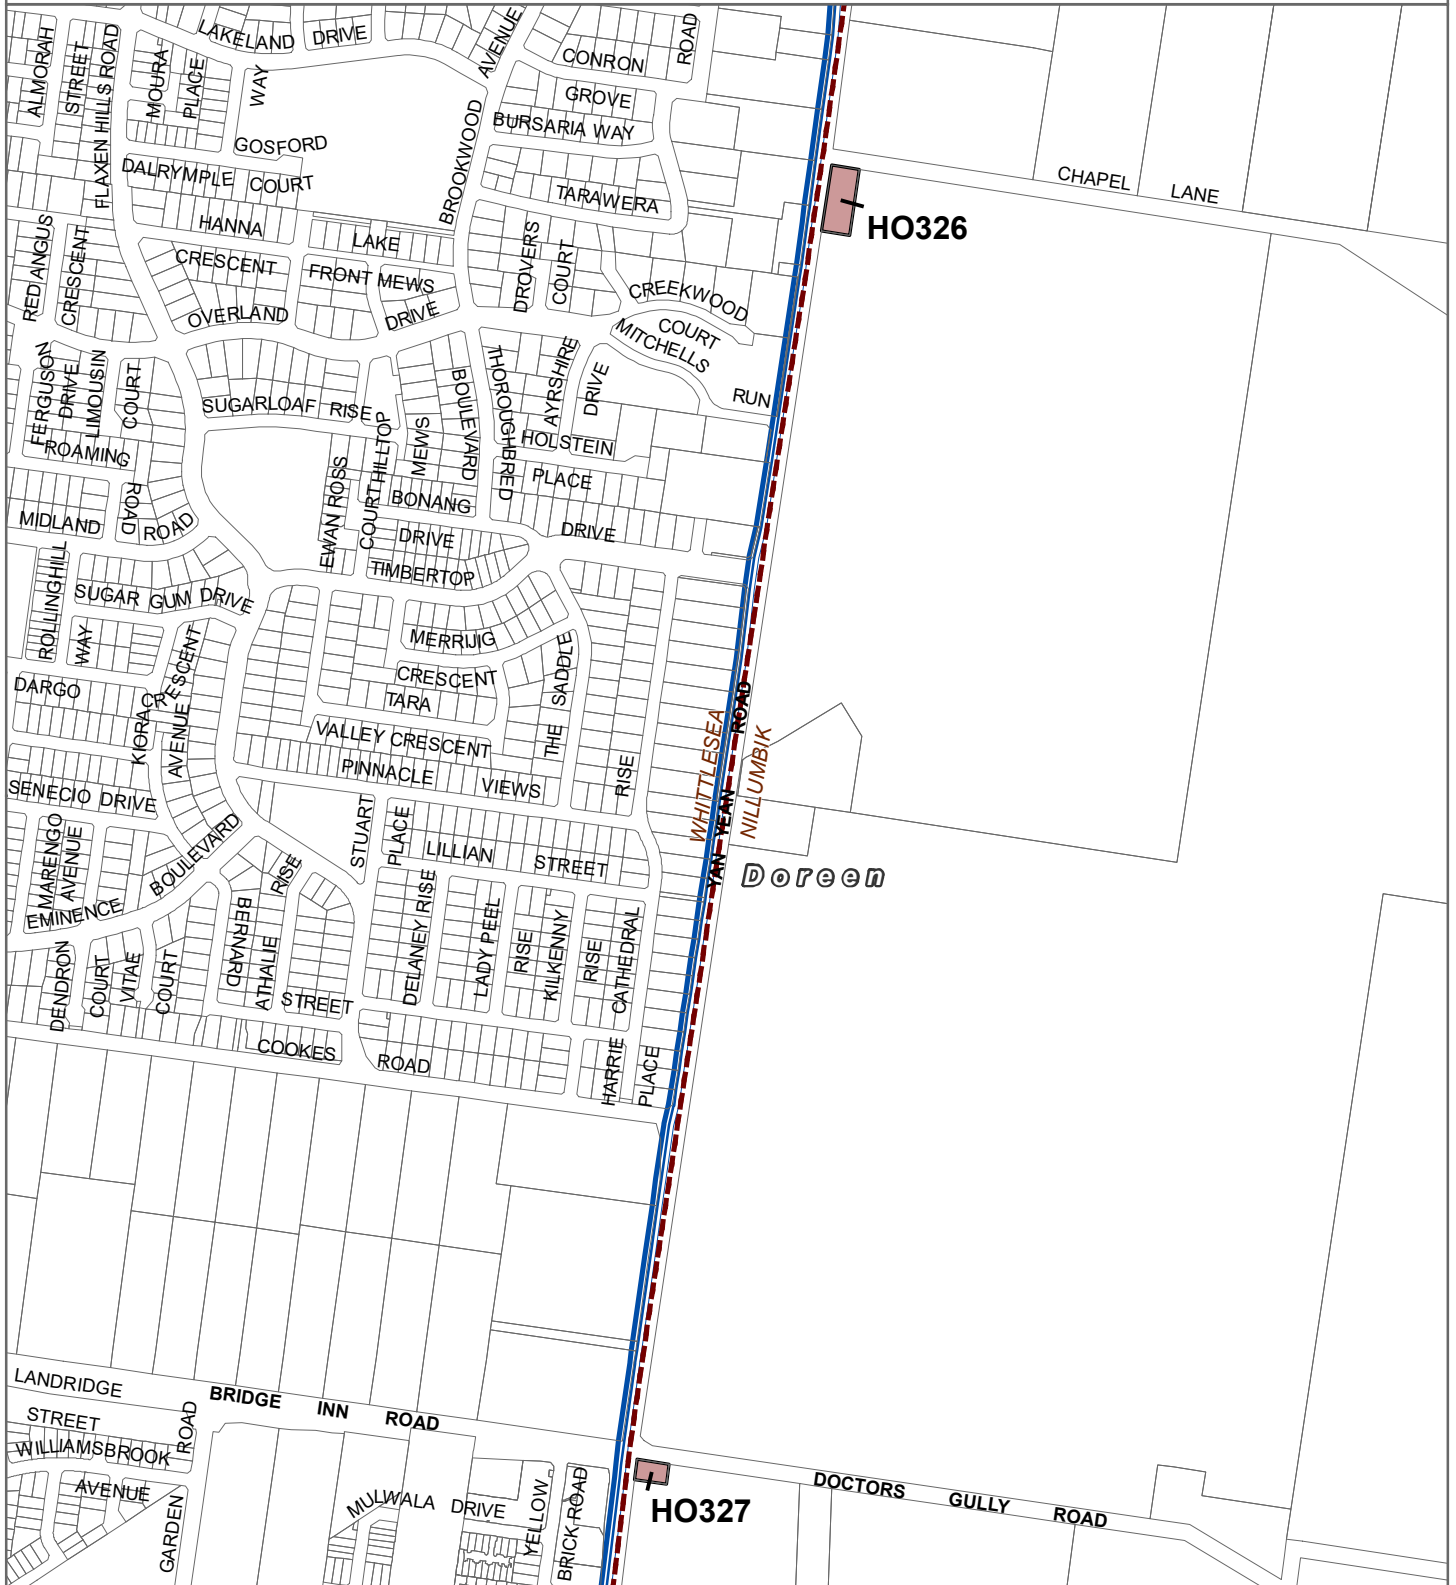 LAKELAND DRIVE
AVENUE
CONRON
ROAD
ALMORAH
STREET
FLAXEN HILLS ROAD
MOURA
PLACE
WAY
GROVE
BURSARIA WAY
GOSFORD
BROOKWOOD
DALRYMPLE COURT
TARAWERA
CHAPEL LANE
HO326
HANNA
LAKE
RED ANGUS
CRESCENT
CRESCENT
FRONT MEWS
DROVERS
COURT
CREEKWOOD
OVERLAND
DRIVE
COURT
MITCHELLS
RUN
FERGUSON
DRIVE
LIMOUSIN
COURT
THOROUGHBRED
AYRSHIRE
DRIVE
BOULEVARD
SUGARLOAF RISE
HILLTOP
MEWS
HOLSTEIN
ROAMING
ROAD
EWAN ROSS
COURT
PLACE
BONANG
MIDLAND
ROAD
DRIVE
DRIVE
TIMBERTOP
ROLLINGHILL
WAY
SUGAR GUM DRIVE
MERRIJIG
CRESCENT
THE SADDLE
DARGO
CRESCENT
TARA
KIORA
AVENUE
VALLEY CRESCENT
PINNACLE VIEWS
RISE
WHITTLESEA
NILLUMBIK
YAN YEAN ROAD
SENECIO DRIVE
MARENGO
AVENUE
BOULEVARD
STUART
PLACE
LILLIAN STREET
Doreen
RISE
EMINENCE
BERNARD
ATHALIE
DELANEY RISE
LADY PEEL
RISE
KILKENNY
RISE
CATHEDRAL
DENDRON
COURT
VITAE
COURT
STREET
COOKES ROAD
HARRIE
PLACE
LANDRIDGE
STREET
BRIDGE INN ROAD
ROAD
WILLIAMSBROOK
AVENUE
GARDEN
MULWALA DRIVE
YELLOW
BRICK ROAD
HO327
DOCTORS GULLY ROAD